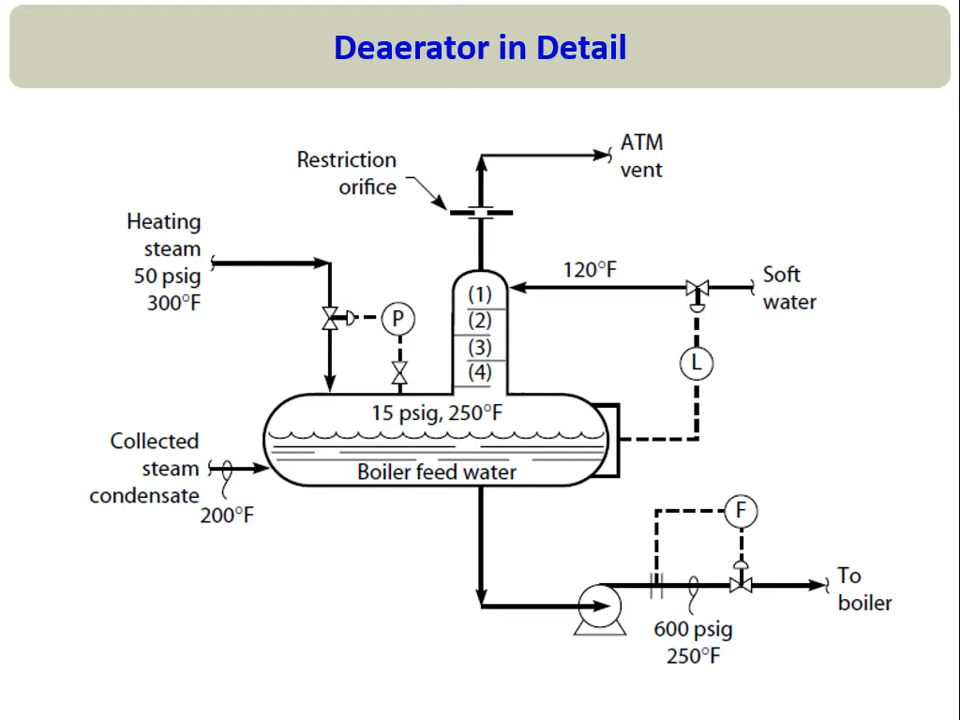 Deaerator in Detail
ATM
vent
Restriction
orifice
Heating
steam
50 psig
300°F
120°F
Soft
water
P
L
(1)
(2)
(3)
(4)
15 psig, 250°F
Boiler feed water
Collected
steam
condensate
200°F
F
To
boiler
600 psig
250°F